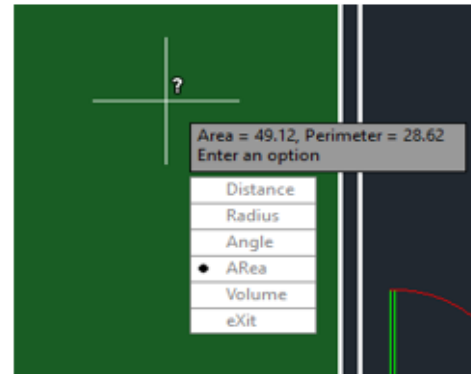 ?
Area = 49.12, Perimeter = 28.62
Enter an option
Distance
Radius
Angle
ARea
Volume
eXit